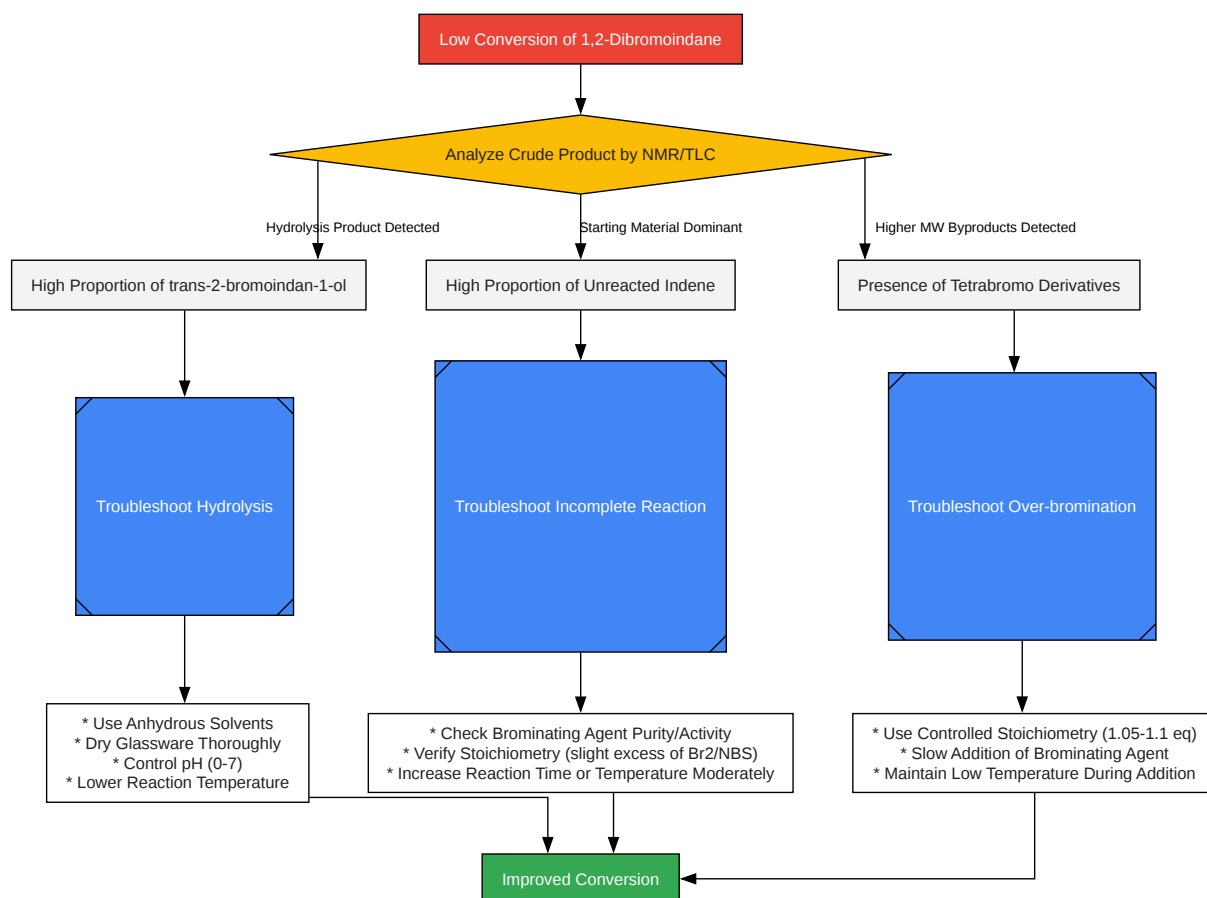 Low Conversion of 1,2-Dibromoindane
Analyze Crude Product by NMR/TLC
Hydrolysis Product Detected
Starting Material Dominant
Higher MW Byproducts Detected
High Proportion of trans-2-bromoindan-1-ol
High Proportion of Unreacted Indene
Presence of Tetrabromo Derivatives
Troubleshoot Hydrolysis
Troubleshoot Incomplete Reaction
Troubleshoot Over-bromination
* Use Anhydrous Solvents
* Dry Glassware Thoroughly
* Control pH (0-7)
* Lower Reaction Temperature
* Check Brominating Agent Purity/Activity
* Verify Stoichiometry (slight excess of Br2/NBS)
* Increase Reaction Time or Temperature Moderately
* Use Controlled Stoichiometry (1.05-1.1 eq)
* Slow Addition of Brominating Agent
* Maintain Low Temperature During Addition
Improved Conversion